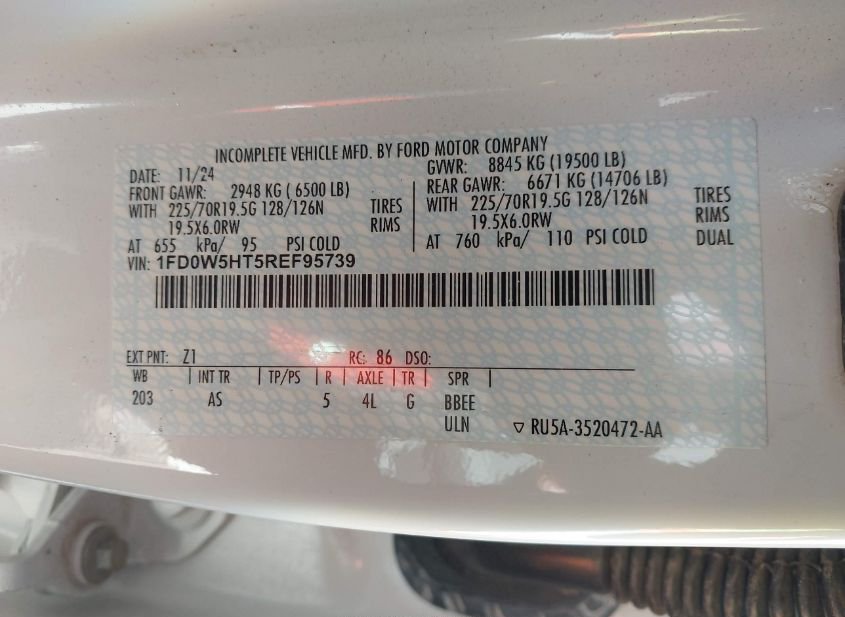 INCOMPLETE VEHICLE MFD. BY FORD MOTOR COMPANY
DATE: 11/24 GVWR: 8845 KG (19500 LB)
FRONT GAWR: 2948 KG ( 6500 LB) REAR GAWR: 6671 KG (14706 LB)
WITH 225/70R19.5G 128/126N TIRES WITH 225/70R19.5G 128/126N TIRES
19.5X6.0RW RIMS 19.5X6.0RW RIMS
AT 655 kPa/ 95 PSI COLD AT 760 kPa/ 110 PSI COLD DUAL
VIN: 1FD0W5HT5REF95739
EXT PNT: Z1 RC: 86 DSO:
WB | INT TR | TP/PS | R | AXLE | TR | SPR |
203 AS 5 4L G BBEE
ULN ▽ RU5A-3520472-AA